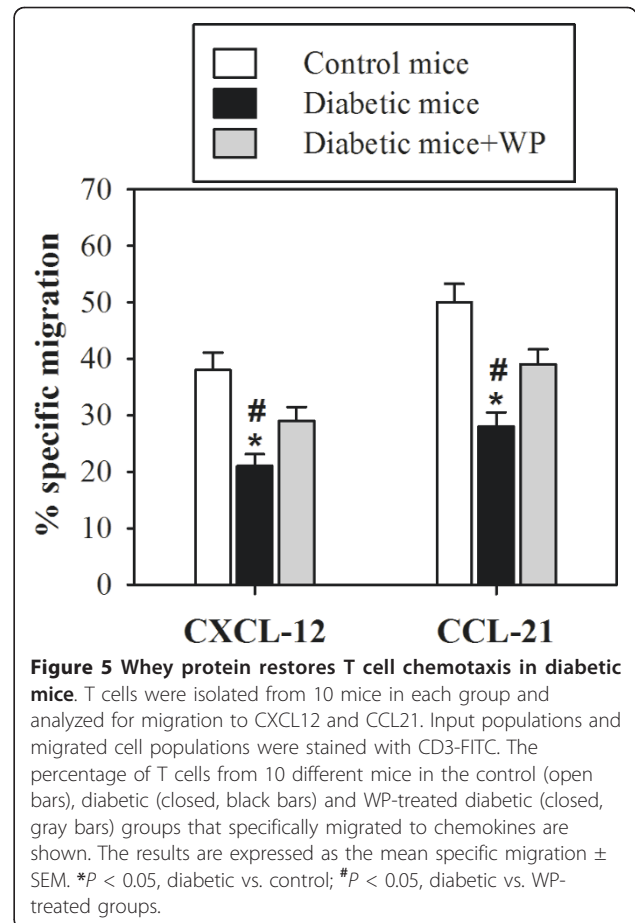 Control mice
Diabetic mice
Diabetic mice+WP
% specific migration
70
60
50
40
30
20
10
0
#
*
#
*
CXCL-12
CCL-21
Figure 5 Whey protein restores T cell chemotaxis in diabetic
mice. T cells were isolated from 10 mice in each group and
analyzed for migration to CXCL12 and CCL21. Input populations and
migrated cell populations were stained with CD3-FITC. The
percentage of T cells from 10 different mice in the control (open
bars), diabetic (closed, black bars) and WP-treated diabetic (closed,
gray bars) groups that specifically migrated to chemokines are
shown. The results are expressed as the mean specific migration ±
SEM. *P < 0.05, diabetic vs. control; #P < 0.05, diabetic vs. WP-
treated groups.